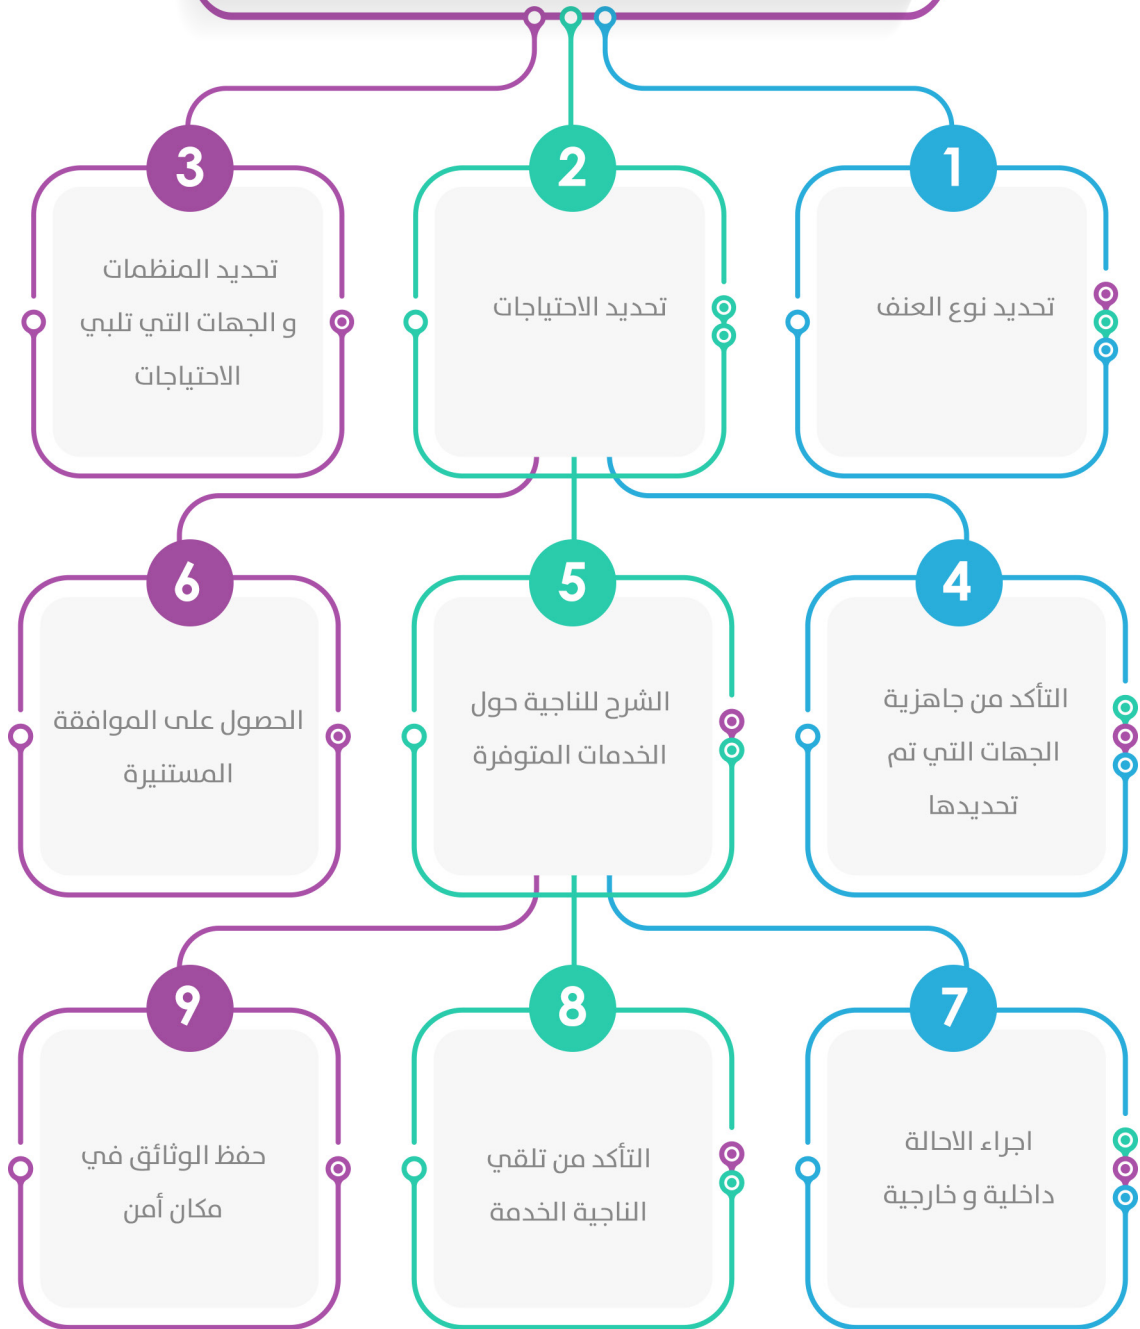 1
تحديد نوع العنف
2
تحديد الاحتياجات
3
تحديد المنظمات
و الجهات التي تلبي
الاحتياجات
4
التأكد من جاهزية
الجهات التي تم
تحديدها
5
الشرح للناجية حول
الخدمات المتوفرة
6
الحصول على الموافقة
المستنيرة
7
اجراء الاحالة
داخلية و خارجية
8
التأكد من تلقي
الناجية الخدمة
9
حفظ الوثائق في
مكان أمن